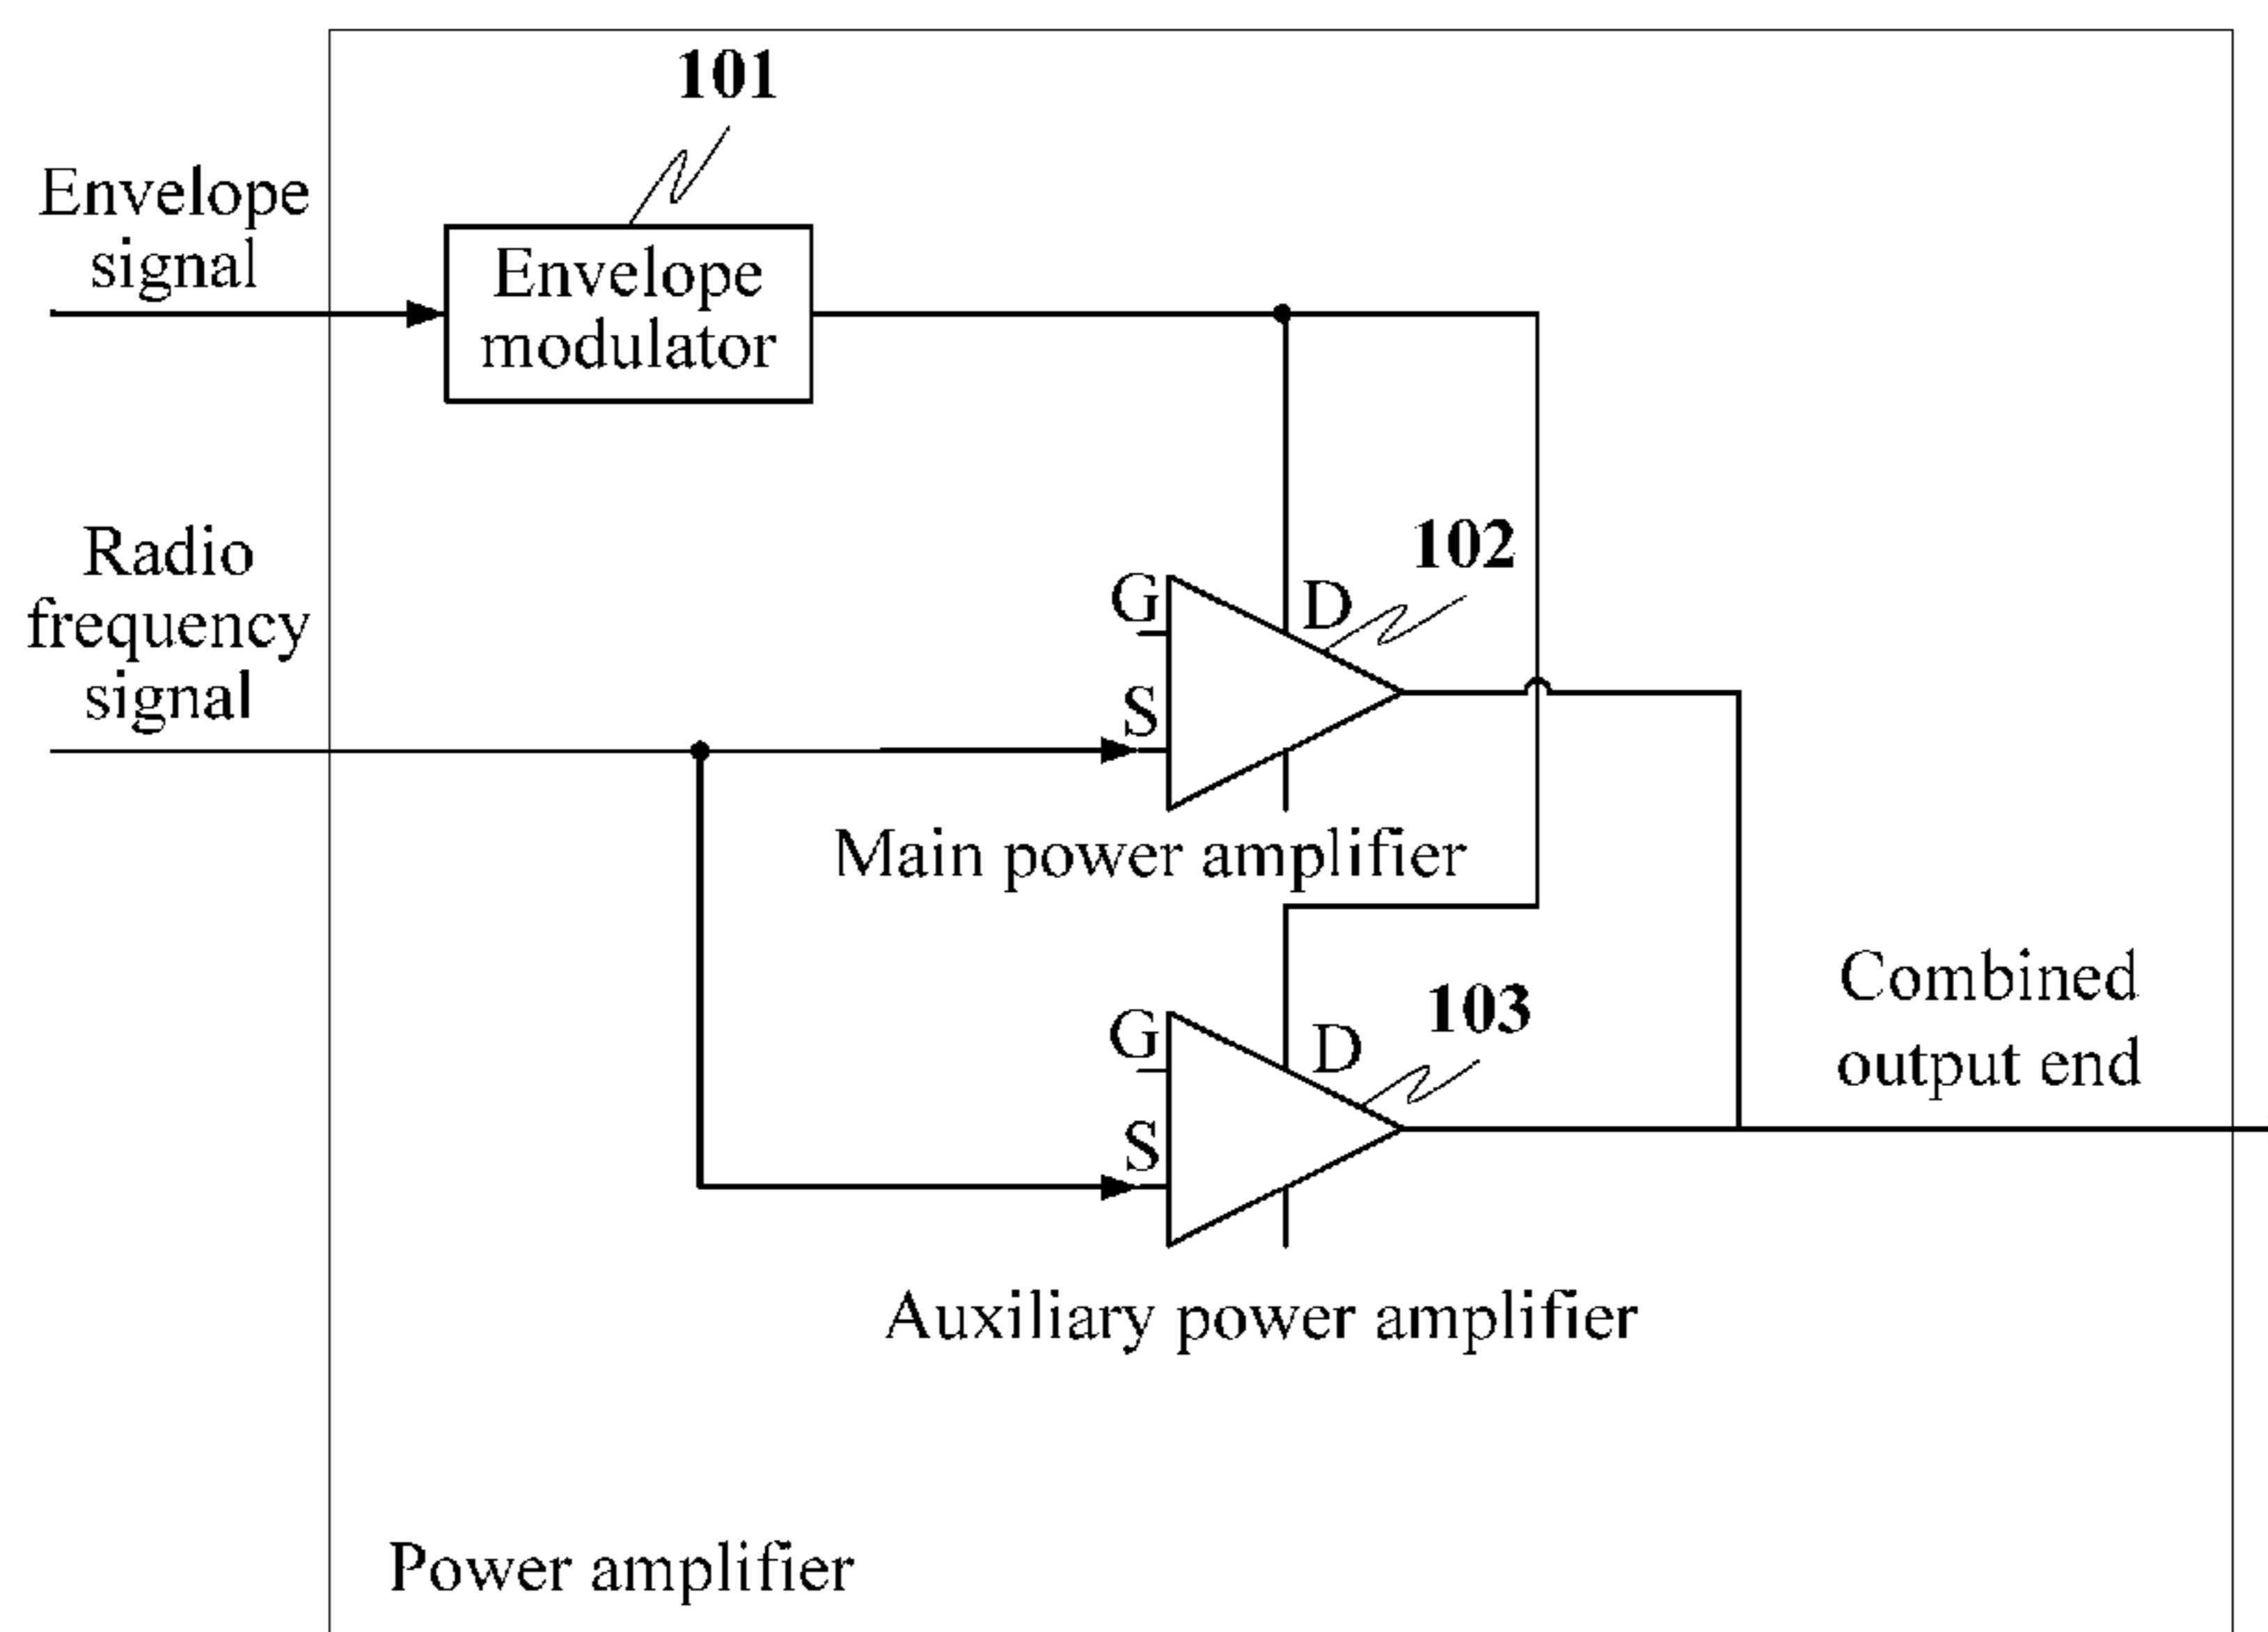 101
Envelope
signal
Envelope
modulator
Radio
frequency
signal
102
G
D
S
Main power amplifier
103
G
D
S
Combined
output end
Auxiliary power amplifier
Power amplifier